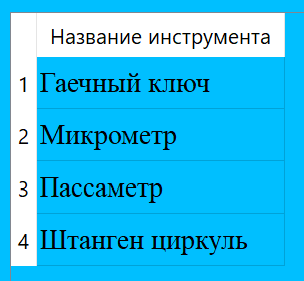 Название инструмента
1 Гаечный ключ
2 Микрометр
3 Пассаметр
4 Штанген циркуль